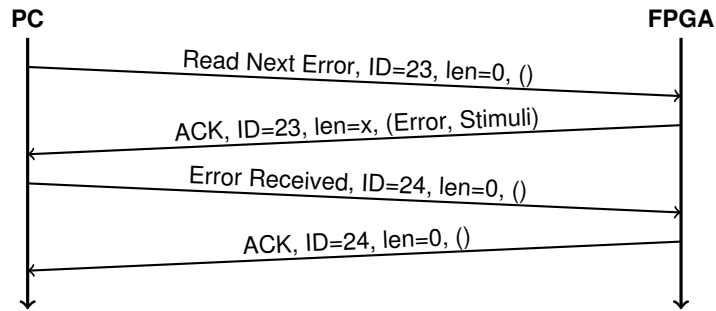 PC
FPGA
Read Next Error, ID=23, len=0, ()
ACK, ID=23, len=x, (Error, Stimuli)
Error Received, ID=24, len=0, ()
ACK, ID=24, len=0, ()